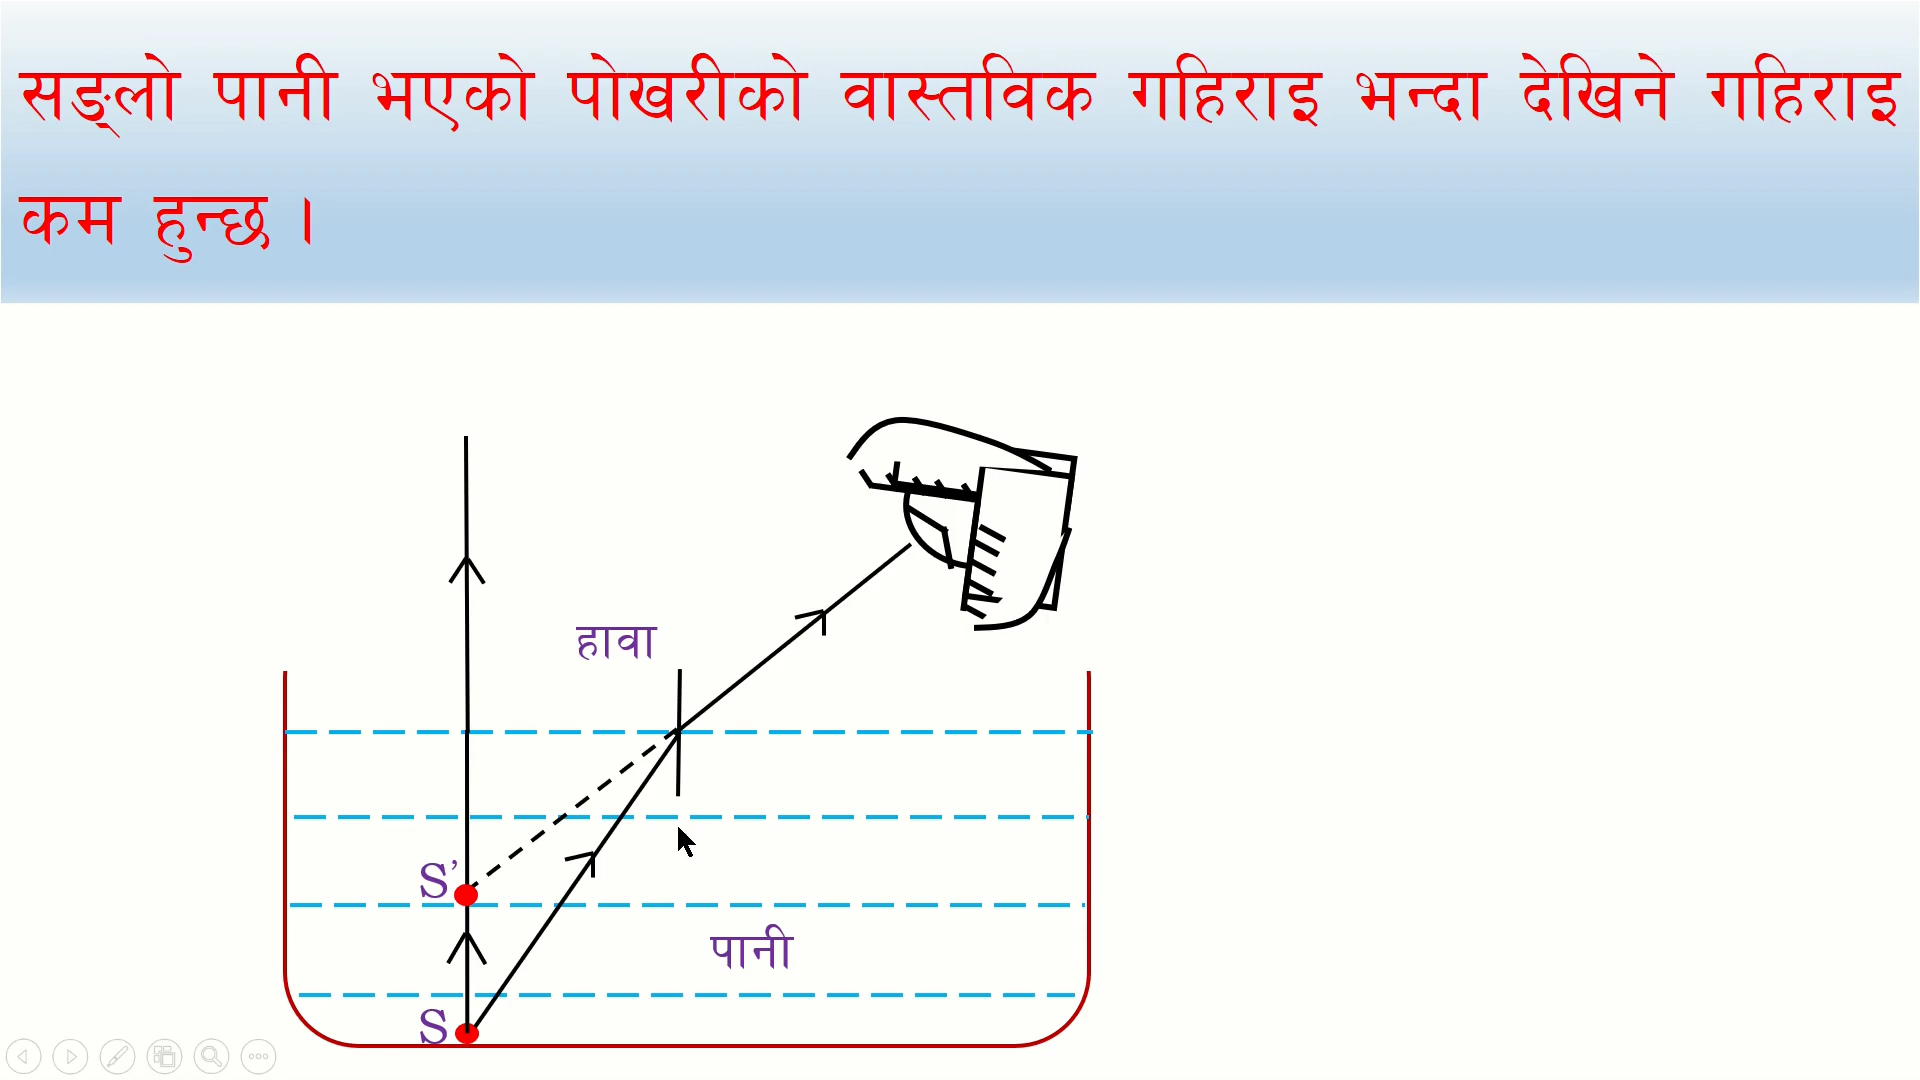 सङ्लो पानी भएको पोखरीको वास्तविक गहिराइ भन्दा देखिने गहिराइ
कम हुन्छ ।
हावा
S’
पानी
S